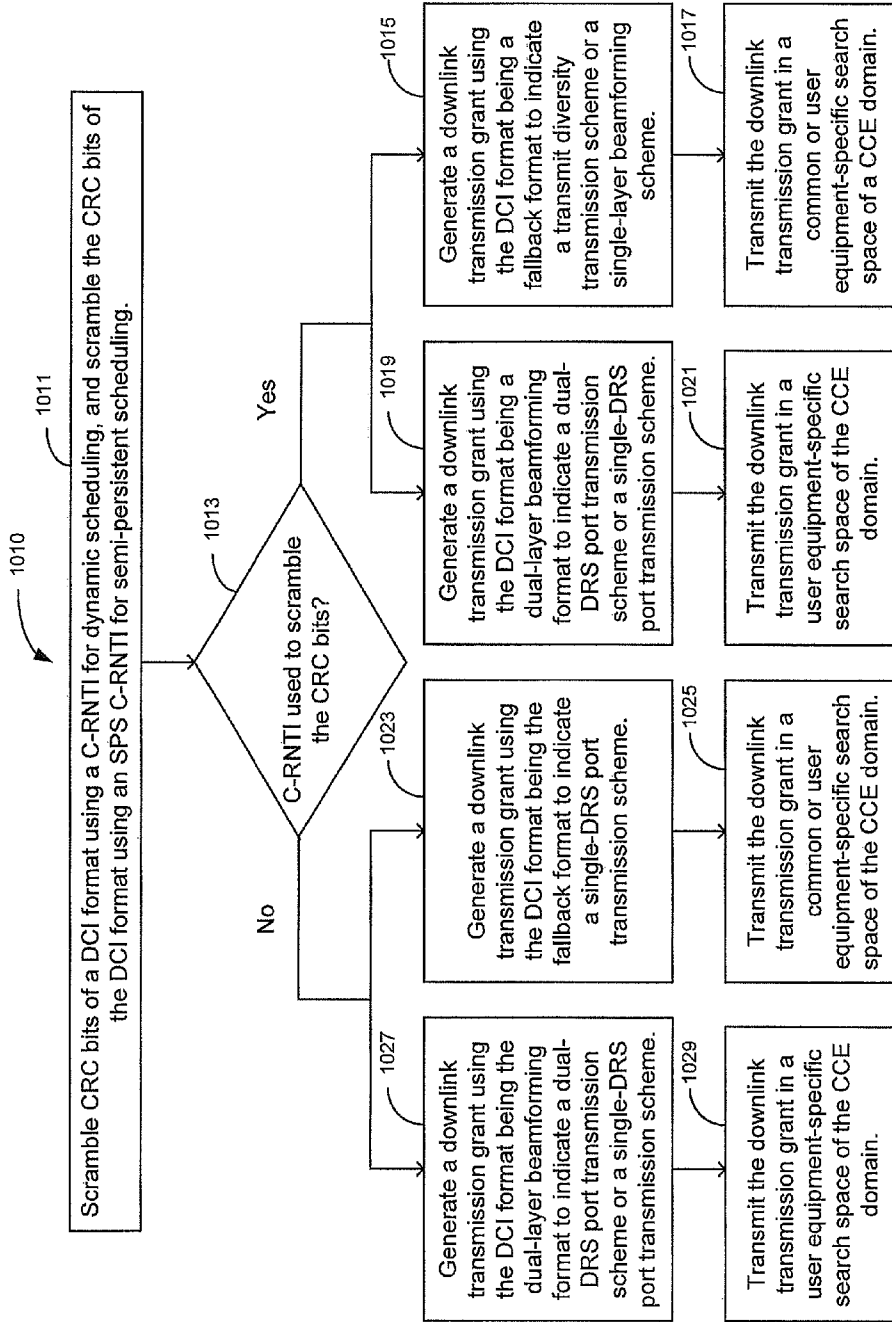 1010
1011
Scramble CRC bits of a DCI format using a C-RNTI for dynamic scheduling, and scramble the CRC bits of
the DCI format using an SPS C-RNTI for semi-persistent scheduling.
1013
C-RNTI used to scramble
the CRC bits?
No
Yes
1027
Generate a downlink
transmission grant using
the DCI format being the
dual-layer beamforming
format to indicate a dual-
DRS port transmission
scheme or a single-DRS
port transmission scheme.
1023
Generate a downlink
transmission grant using
the DCI format being the
fallback format to indicate
a single-DRS port
transmission scheme.
1019
Generate a downlink
transmission grant using
the DCI format being a
dual-layer beamforming
format to indicate a dual-
DRS port transmission
scheme or a single-DRS
port transmission scheme.
1015
Generate a downlink
transmission grant using
the DCI format being a
fallback format to indicate
a transmit diversity
transmission scheme or a
single-layer beamforming
scheme.
1029
Transmit the downlink
transmission grant in a
user equipment-specific
search space of the CCE
domain.
1025
Transmit the downlink
transmission grant in a
common or user
equipment-specific search
space of the CCE domain.
1021
Transmit the downlink
transmission grant in a
user equipment-specific
search space of the CCE
domain.
1017
Transmit the downlink
transmission grant in a
common or user
equipment-specific search
space of a CCE domain.